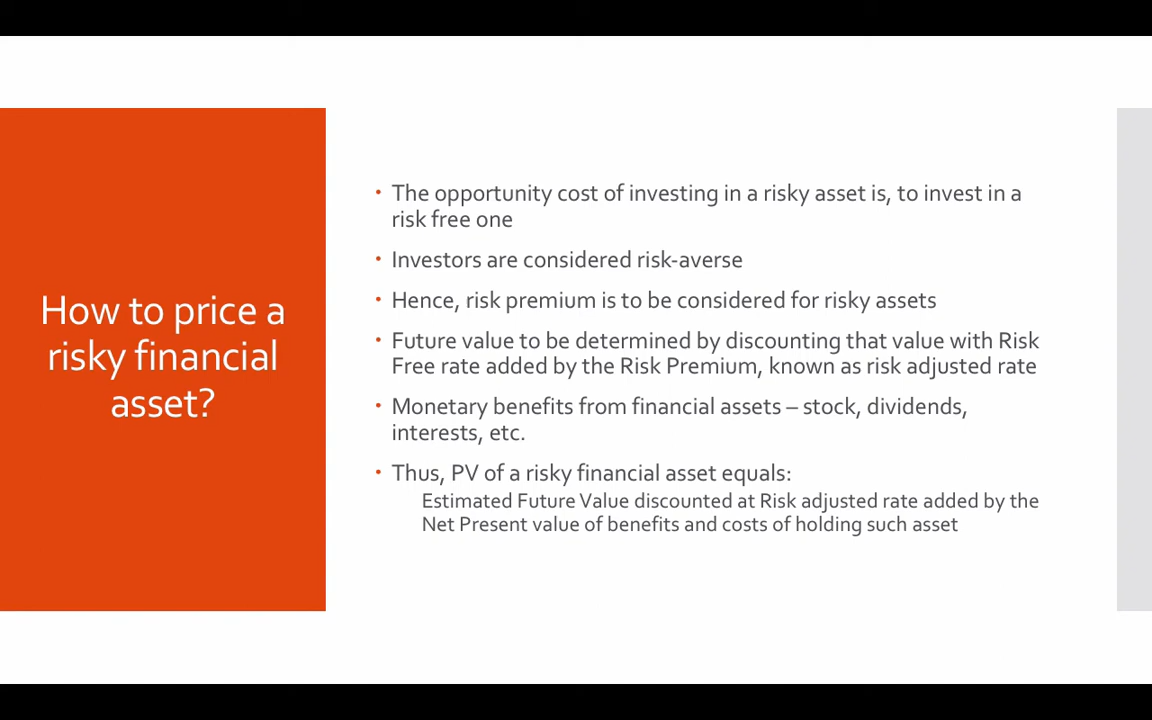 How to price a
risky financial
asset?
• The opportunity cost of investing in a risky asset is, to invest in a
risk free one
• Investors are considered risk-averse
• Hence, risk premium is to be considered for risky assets
• Future value to be determined by discounting that value with Risk
Free rate added by the Risk Premium, known as risk adjusted rate
• Monetary benefits from financial assets – stock, dividends,
interests, etc.
• Thus, PV of a risky financial asset equals:
Estimated Future Value discounted at Risk adjusted rate added by the
Net Present value of benefits and costs of holding such asset